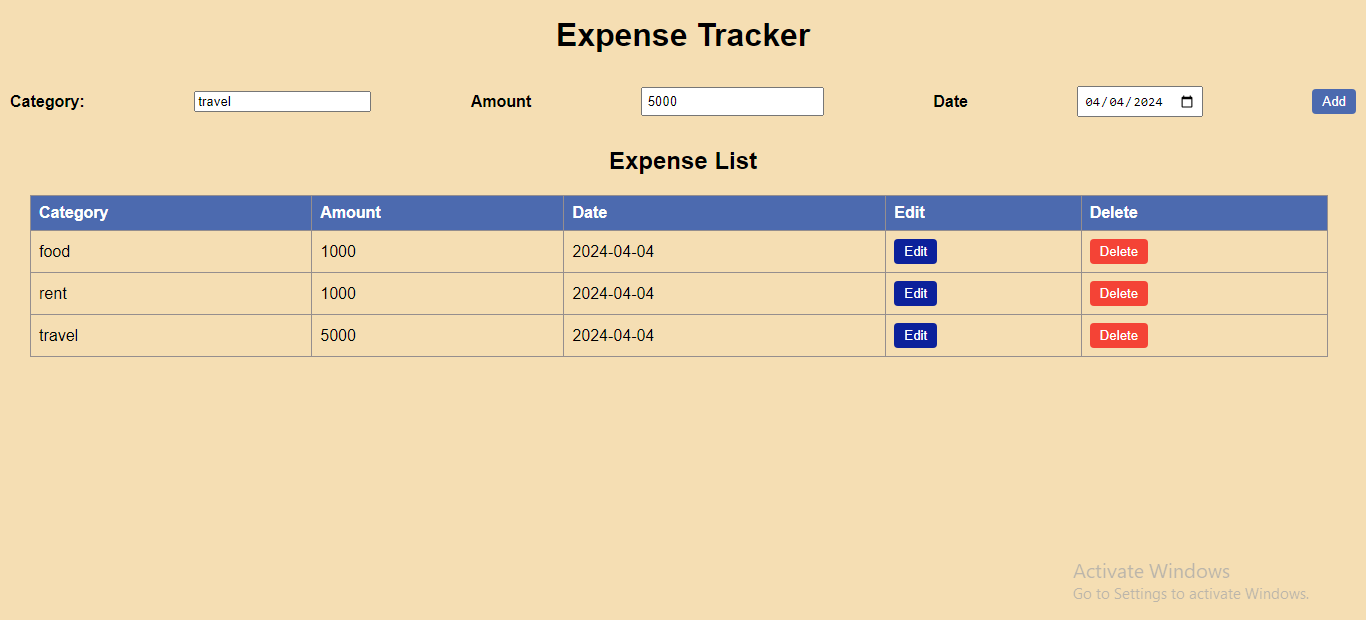 Expense Tracker
Category: travel Amount 5000 Date 04/04/2024 Add
Expense List
Category Amount Date Edit Delete
food 1000 2024-04-04 Edit Delete
rent 1000 2024-04-04 Edit Delete
travel 5000 2024-04-04 Edit Delete
Activate Windows
Go to Settings to activate Windows.